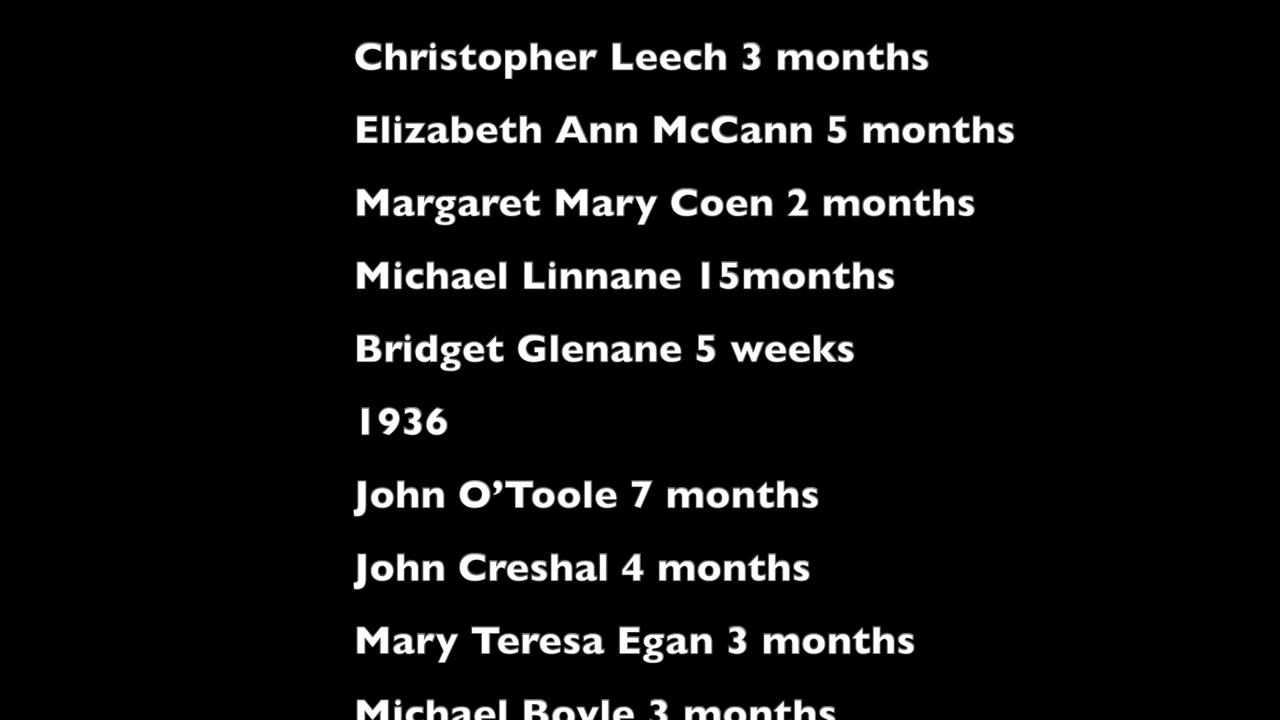 Christopher Leech 3 months
Elizabeth Ann McCann 5 months
Margaret Mary Coen 2 months
Michael Linnane 15months
Bridget Glenane 5 weeks
1936
John O’Toole 7 months
John Creshal 4 months
Mary Teresa Egan 3 months
Michael Boyle 3 months